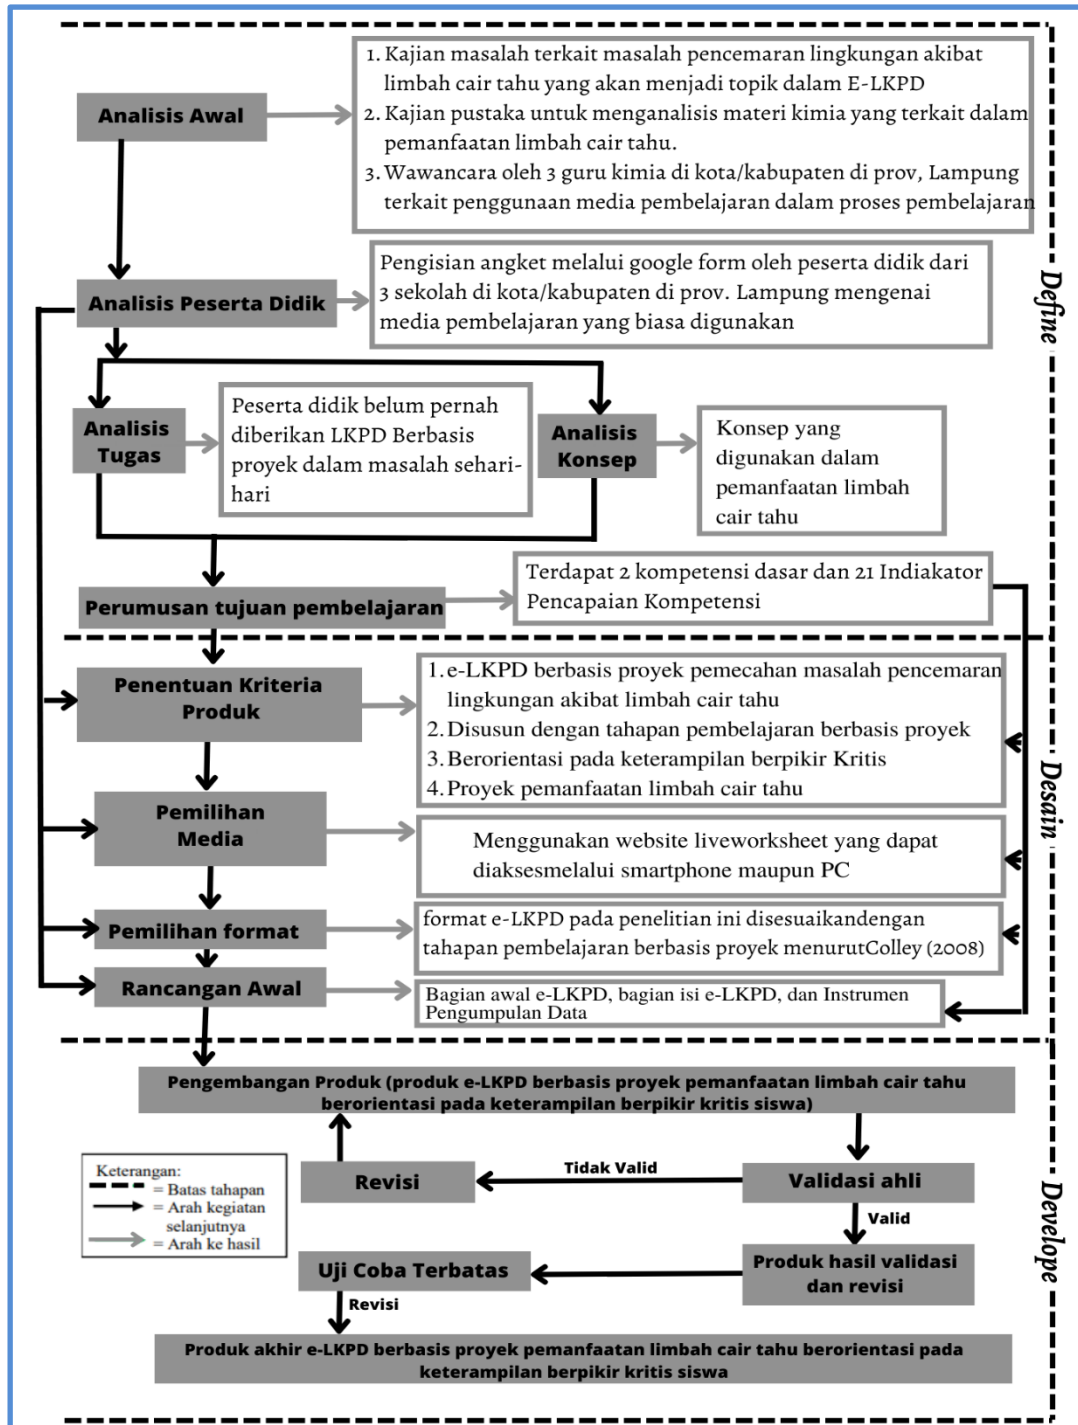 1. Kajian masalah terkait masalah pencemaran lingkungan akibat
limbah cair tahu yang akan menjadi topik dalam E-LKPD
Analisis Awal
2. Kajian pustaka untuk menganalisis materi kimia yang terkait dalam
pemanfaatan limbah cair tahu.
3. Wawancara oleh 3 guru kimia di kota/kabupaten di prov, Lampung
terkait penggunaan media pembelajaran dalam proses pembelajaran
Define
Analisis Peserta Didik
Pengisian angket melalui google form oleh peserta didik dari
3 sekolah di kota/kabupaten di prov. Lampung mengenai
media pembelajaran yang biasa digunakan
Analisis
Tugas
Peserta didik belum pernah
diberikan LKPD Berbasis
proyek dalam masalah sehari-
hari
Analisis
Konsep
Konsep yang
digunakan dalam
pemanfaatan limbah
cair tahu
Perumusan tujuan pembelajaran
Terdapat 2 kompetensi dasar dan 21 Indiakator
Pencapaian Kompetensi
Penentuan Kriteria
Produk
1. e-LKPD berbasis proyek pemecahan masalah pencemaran
lingkungan akibat limbah cair tahu
2. Disusun dengan tahapan pembelajaran berbasis proyek
3. Berorientasi pada keterampilan berpikir Kritis
4. Proyek pemanfaatan limbah cair tahu
Desain
Pemilihan
Media
Menggunakan website liveworksheet yang dapat
diaksesmelalui smartphone maupun PC
Pemilihan format
format e-LKPD pada penelitian ini disesuaikandengan
tahapan pembelajaran berbasis proyek menurutColley (2008)
Rancangan Awal
Bagian awal e-LKPD, bagian isi e-LKPD, dan Instrumen
Pengumpulan Data
Pengembangan Produk (produk e-LKPD berbasis proyek pemanfaatan limbah cair tahu
berorientasi pada keterampilan berpikir kritis siswa)
Keterangan:
= Batas tahapan
= Arah kegiatan
selanjutnya
= Arah ke hasil
Revisi
Tidak Valid
Validasi ahli
Valid
Develope
Uji Coba Terbatas
Produk hasil validasi
dan revisi
Revisi
Produk akhir e-LKPD berbasis proyek pemanfaatan limbah cair tahu berorientasi pada
keterampilan berpikir kritis siswa